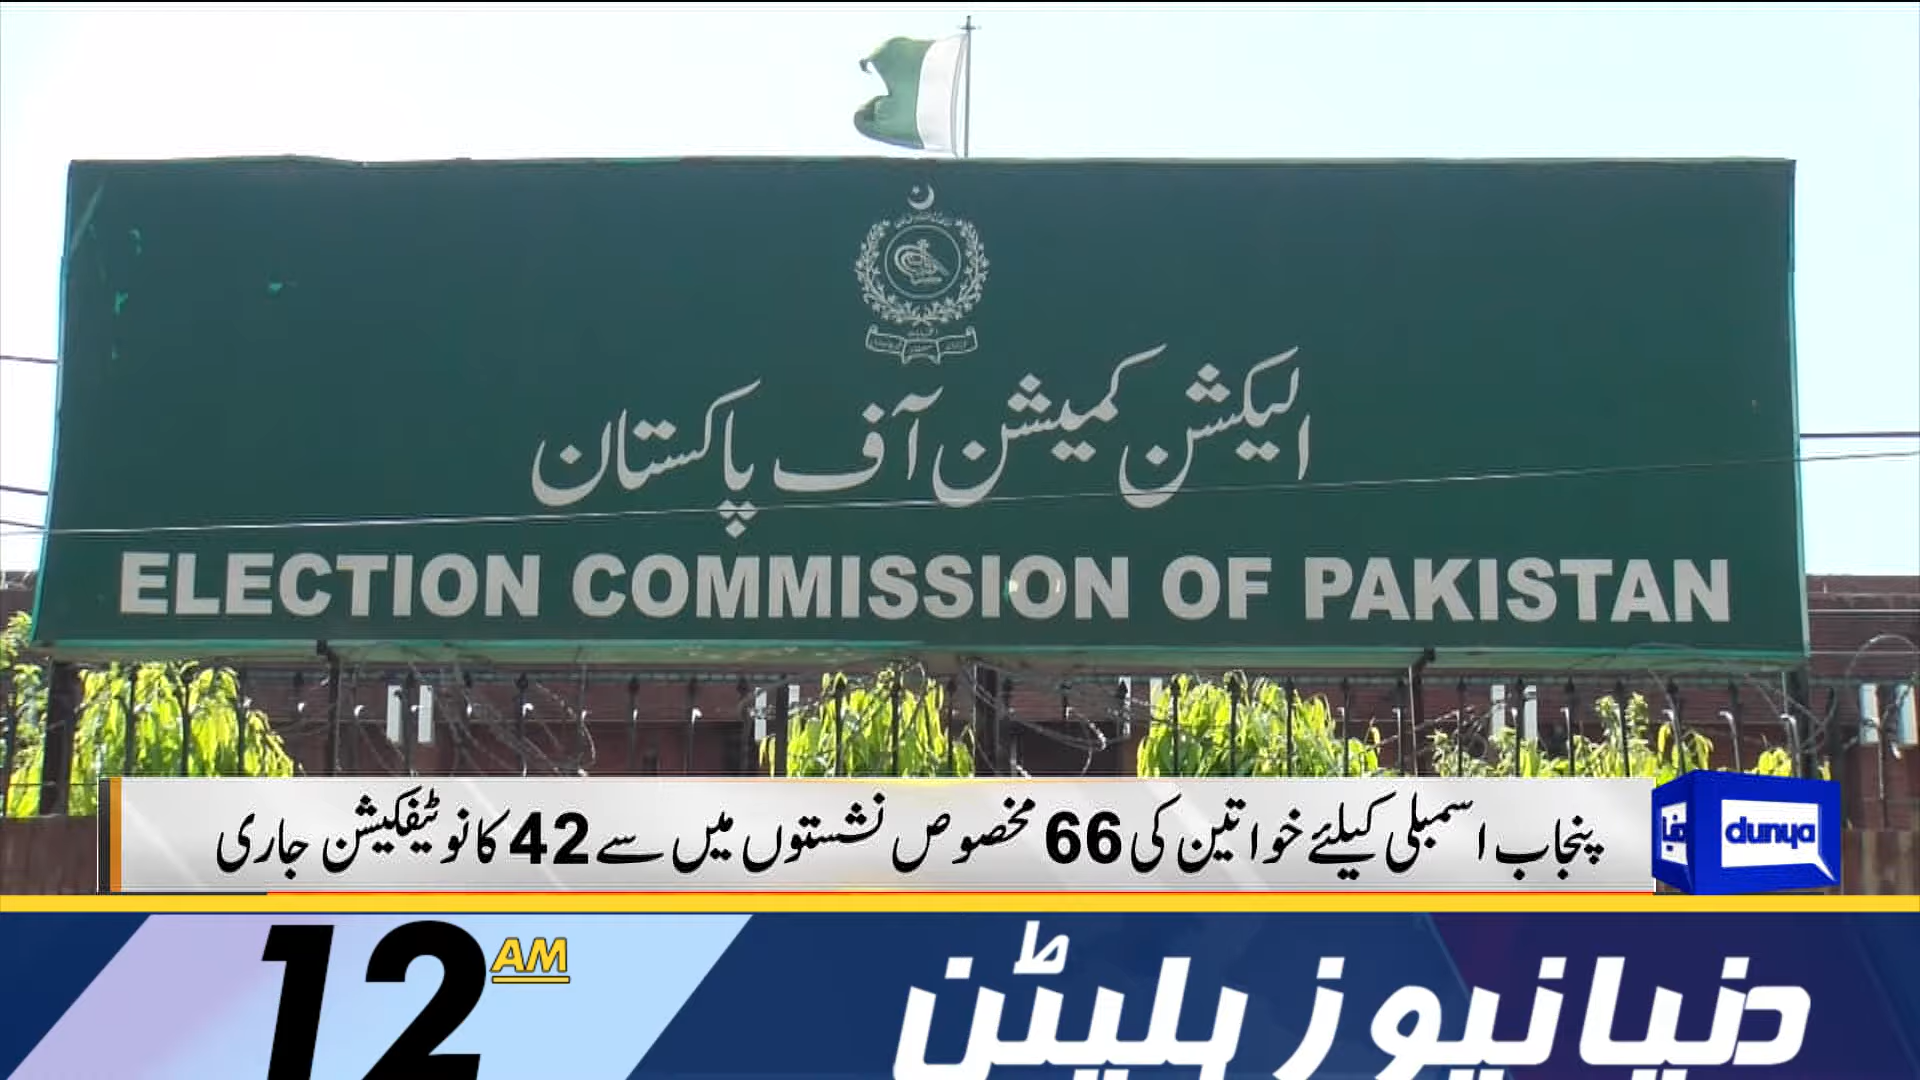 الیکشن کمیشن آف پاکستان
ELECTION COMMISSION OF PAKISTAN
پنجاب اسمبلی کیلئے خواتین کی 66 مخصوص نشستوں میں سے 42 کا نوٹیفکیشن جاری
dunya
12 AM
دنیا نیوز بلیٹن